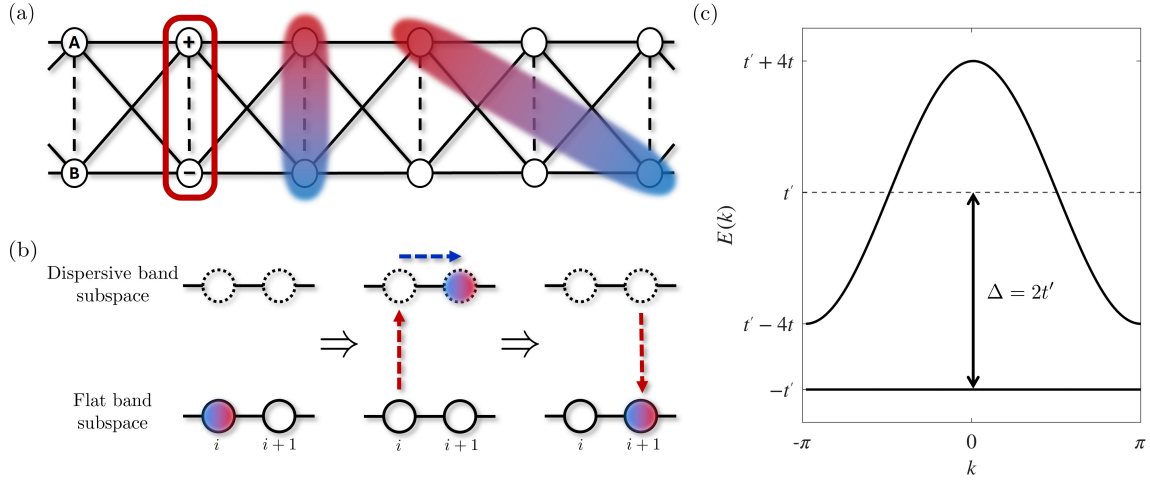 (a)
A
+
B
−
(b)
Dispersive band
subspace
⇒
⇒
Flat band
subspace
i
i + 1
i
i + 1
i
i + 1
(c)
E(k)
t′ + 4t
t′
t′ − 4t
−t′
Δ = 2t′
-π
0
π
k